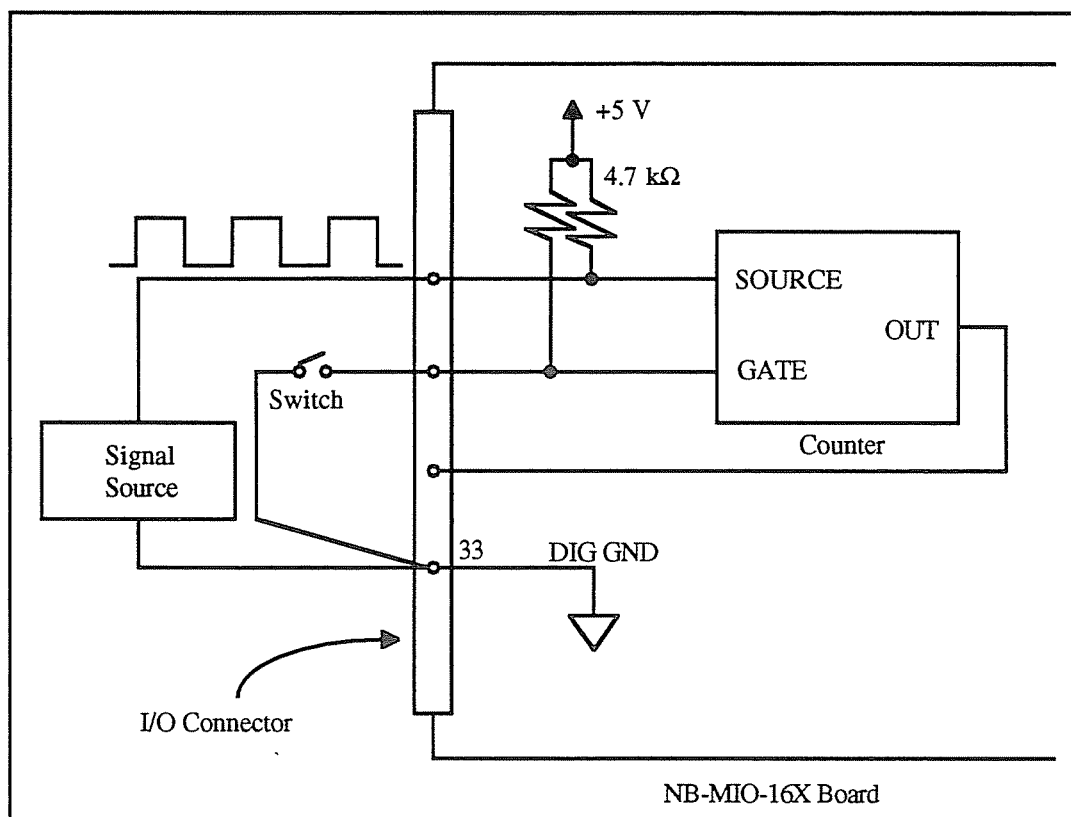 +5 V
4.7 kΩ
SOURCE
OUT
GATE
Switch
Counter
Signal
Source
33
DIG GND
I/O Connector
NB-MIO-16X Board